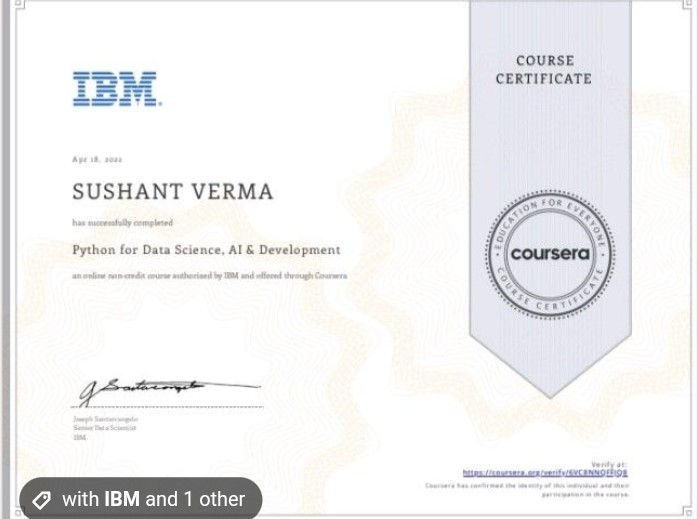 IBM
COURSE
CERTIFICATE
Apr 18, 2022
SUSHANT VERMA
has successfully completed
Python for Data Science, AI & Development
an online non-credit course authorized by IBM and offered through Coursera
EDUCATION FOR EVERYONE
coursera
COURSE CERTIFICATE
Joseph Santarcangelo
Senior Data Scientist
IBM
Verify at:
https://coursera.org/verify/
Coursera has confirmed the identity of this individual and their
participation in the course.
with IBM and 1 other